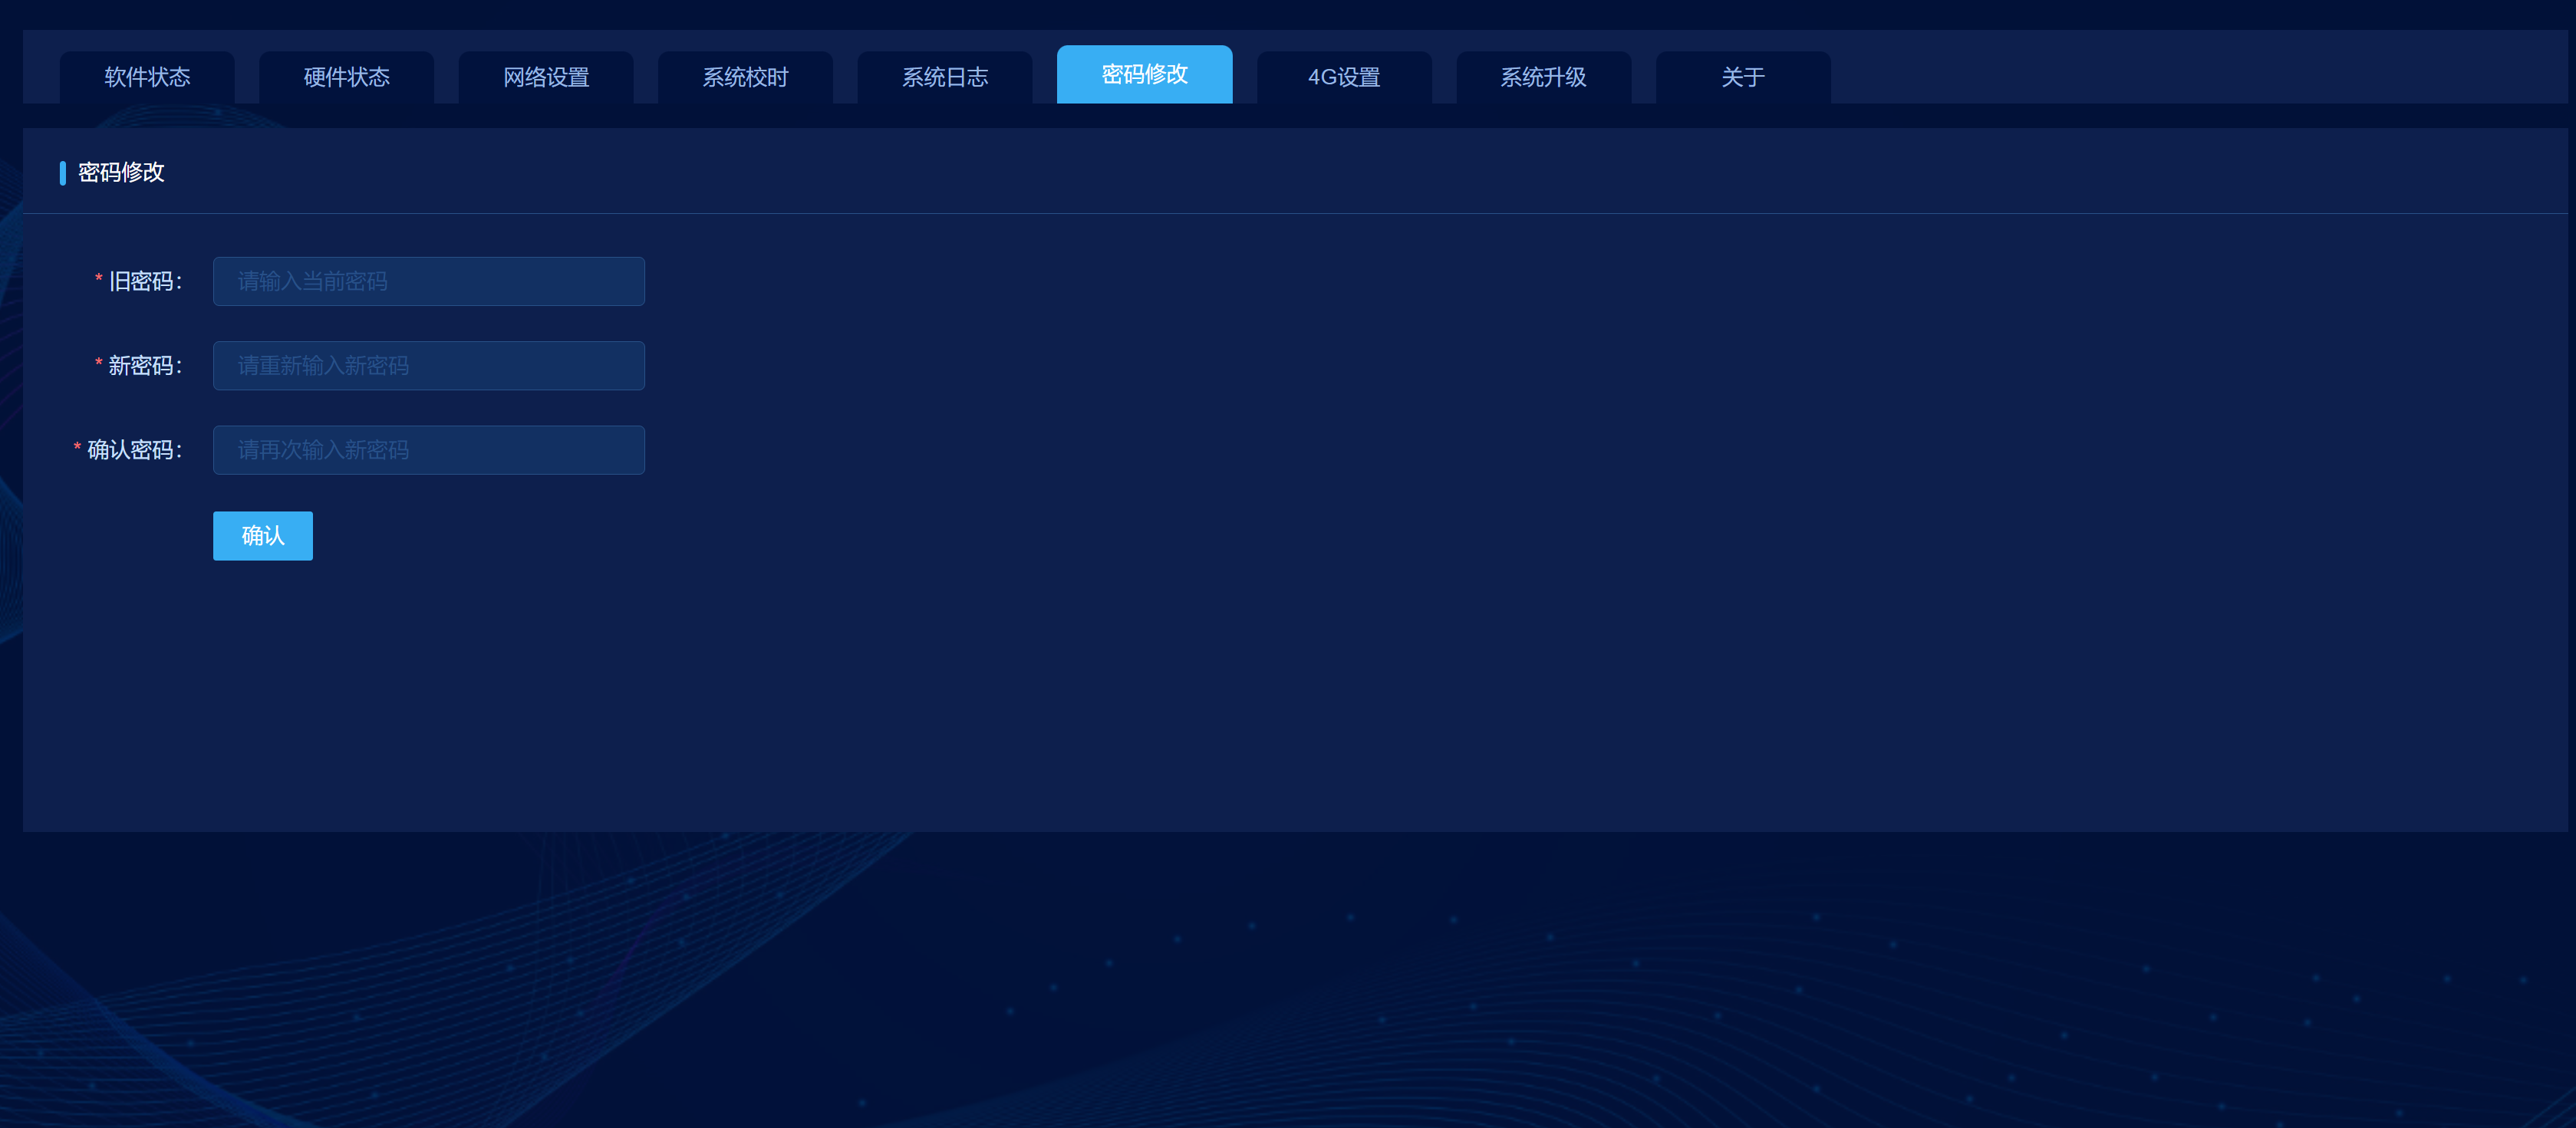 软件状态 硬件状态 网络设置 系统校时 系统日志 密码修改 4G设置 系统升级 关于
密码修改
* 旧密码: 请输入当前密码
* 新密码: 请重新输入新密码
* 确认密码: 请再次输入新密码
确认